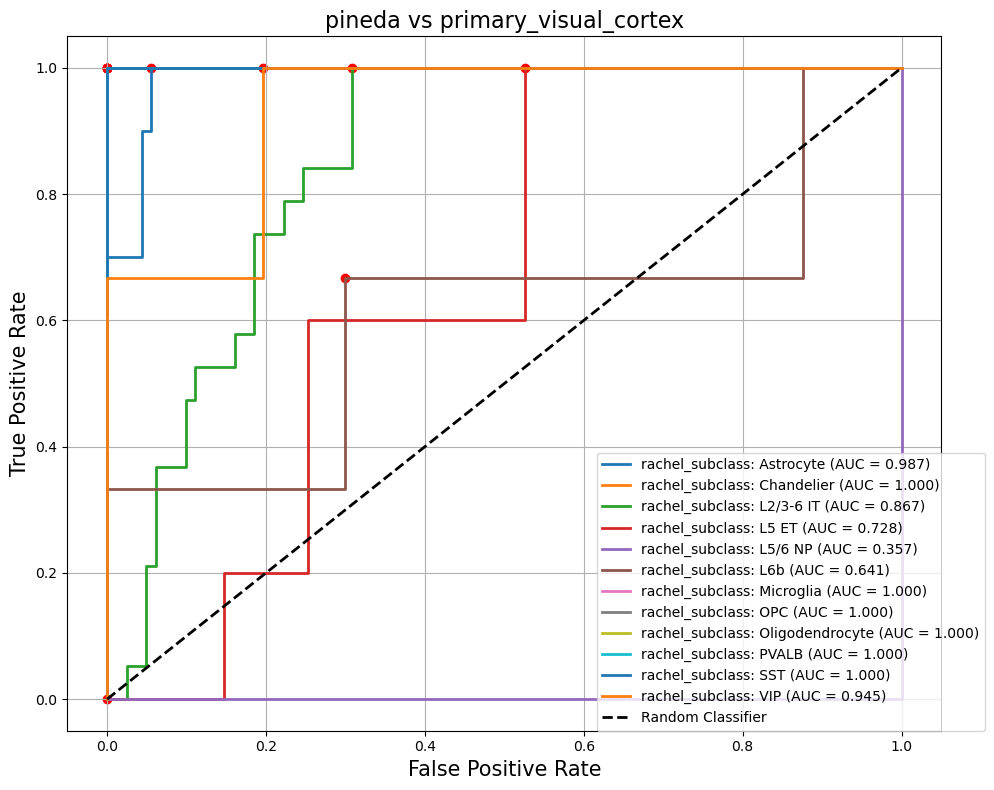 pineda vs primary_visual_cortex
True Positive Rate
1.0
0.8
0.6
0.4
0.2
0.0
rachel_subclass: Astrocyte (AUC = 0.987)
rachel_subclass: Chandelier (AUC = 1.000)
rachel_subclass: L2/3-6 IT (AUC = 0.867)
rachel_subclass: L5 ET (AUC = 0.728)
rachel_subclass: L5/6 NP (AUC = 0.357)
rachel_subclass: L6b (AUC = 0.641)
rachel_subclass: Microglia (AUC = 1.000)
rachel_subclass: OPC (AUC = 1.000)
rachel_subclass: Oligodendrocyte (AUC = 1.000)
rachel_subclass: PVALB (AUC = 1.000)
rachel_subclass: SST (AUC = 1.000)
rachel_subclass: VIP (AUC = 0.945)
Random Classifier
0.0 0.2 0.4 0.6 0.8 1.0
False Positive Rate